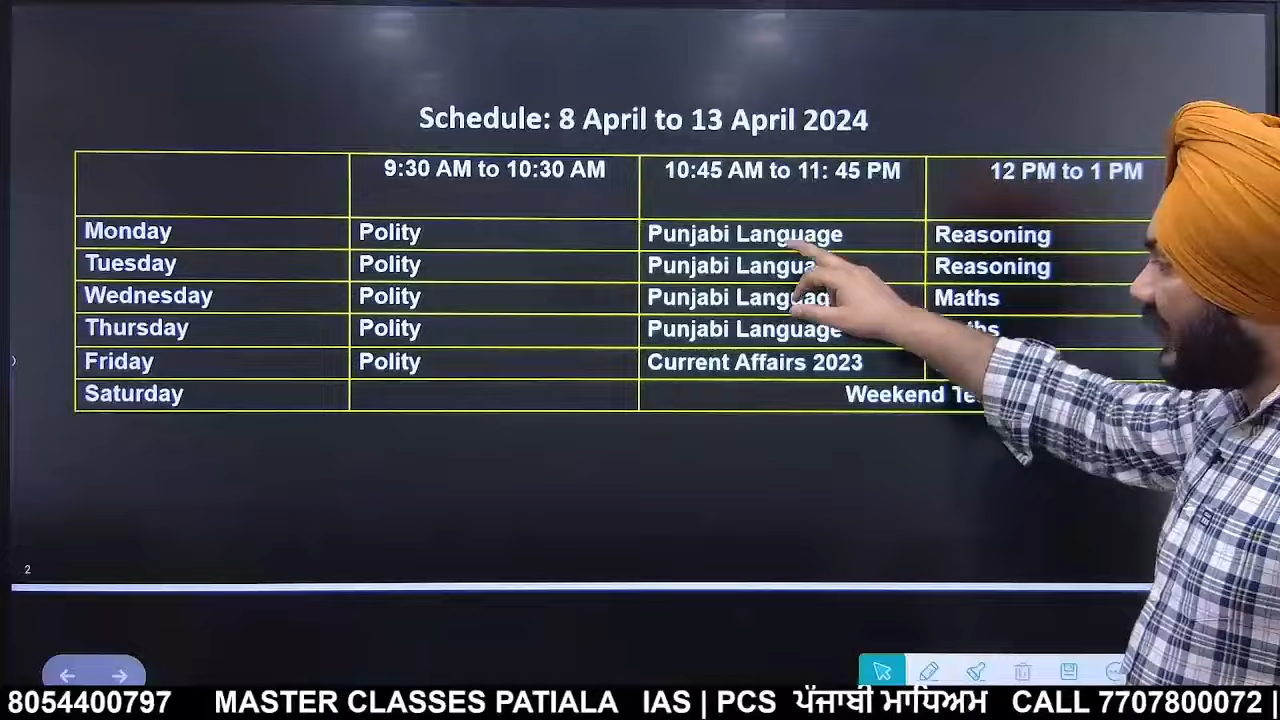 Schedule: 8 April to 13 April 2024
9:30 AM to 10:30 AM 10:45 AM to 11: 45 PM 12 PM to 1 PM
Monday Polity Punjabi Language Reasoning
Tuesday Polity Punjabi Reasoning
Wednesday Polity Punjabi Maths
Thursday Polity Punjabi Language
Friday Polity Current Affairs 2023
Saturday Weekend
2
8054400797 MASTER CLASSES PATIALA IAS | PCS ਪੰਜਾਬੀ ਮਾਧਿਅਮ CALL 7707800072 |